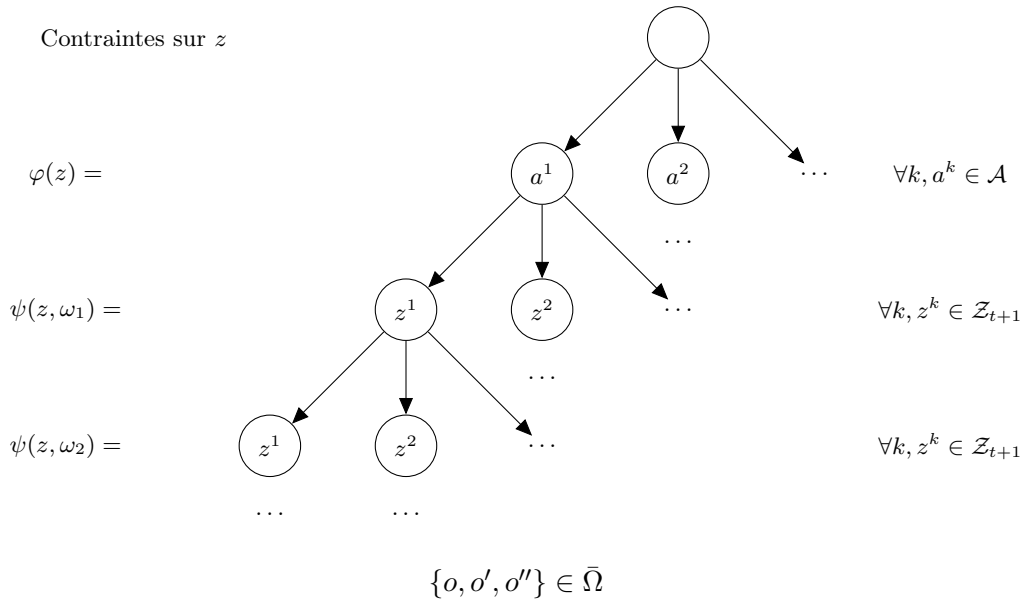 Contraintes sur z
φ(z) = a¹ a² ⋯ ∀k, aᵏ ∈ 𝒜
⋯
ψ(z, ω₁) = z¹ z² ⋯ ∀k, zᵏ ∈ 𝒵ₜ₊₁
⋯
ψ(z, ω₂) = z¹ z² ⋯ ∀k, zᵏ ∈ 𝒵ₜ₊₁
⋯ ⋯
{o, o′, o″} ∈ Ω̄